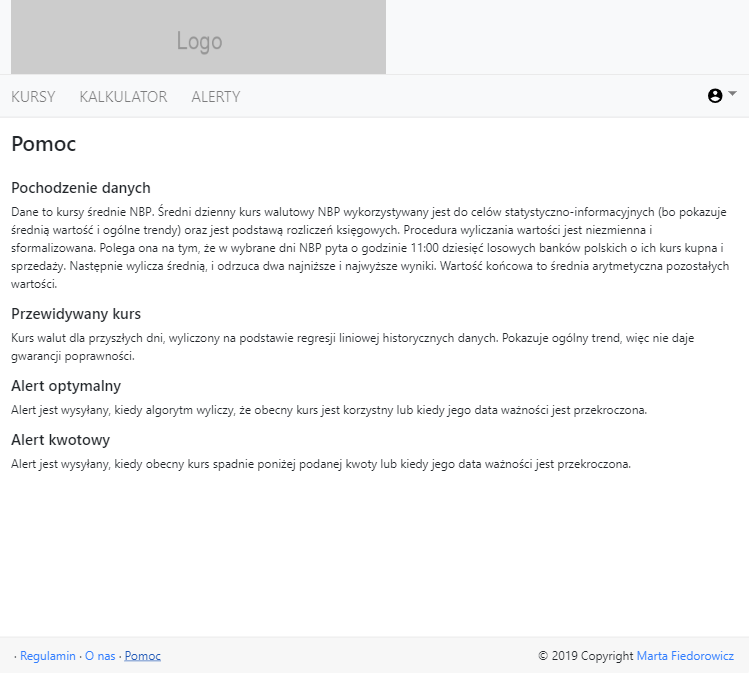 Logo
KURSY KALKULATOR ALERTY
Pomoc
Pochodzenie danych
Dane to kursy średnie NBP. Średni dzienny kurs walutowy NBP wykorzystywany jest do celów statystyczno-informacyjnych (bo pokazuje
średnią wartość i ogólne trendy) oraz jest podstawą rozliczeń księgowych. Procedura wyliczania wartości jest niezmienna i
sformalizowana. Polega ona na tym, że w wybrane dni NBP pyta o godzinie 11:00 dziesięć losowych banków polskich o ich kurs kupna i
sprzedaży. Następnie wylicza średnią, i odrzuca dwa najniższe i najwyższe wyniki. Wartość końcowa to średnia arytmetyczna pozostałych
wartości.
Przewidywany kurs
Kurs walut dla przyszłych dni, wyliczony na podstawie regresji liniowej historycznych danych. Pokazuje ogólny trend, więc nie daje
gwarancji poprawności.
Alert optymalny
Alert jest wysyłany, kiedy algorytm wyliczy, że obecny kurs jest korzystny lub kiedy jego data ważności jest przekroczona.
Alert kwotowy
Alert jest wysyłany, kiedy obecny kurs spadnie poniżej podanej kwoty lub kiedy jego data ważności jest przekroczona.
· Regulamin · O nas · Pomoc © 2019 Copyright Marta Fiedorowicz